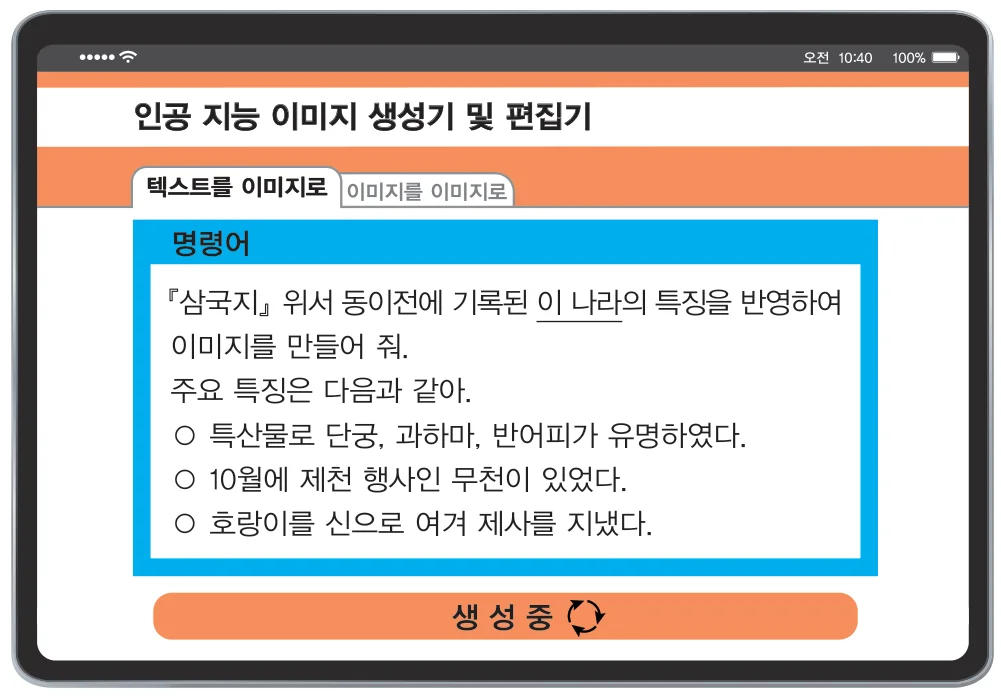 오전 10:40 100%
인공 지능 이미지 생성기 및 편집기
텍스트를 이미지로 이미지를 이미지로
명령어
『삼국지』 위서 동이전에 기록된 이 나라의 특징을 반영하여
이미지를 만들어 줘.
주요 특징은 다음과 같아.
○ 특산물로 단궁, 과하마, 반어피가 유명하였다.
○ 10월에 제천 행사인 무천이 있었다.
○ 호랑이를 신으로 여겨 제사를 지냈다.
생성중